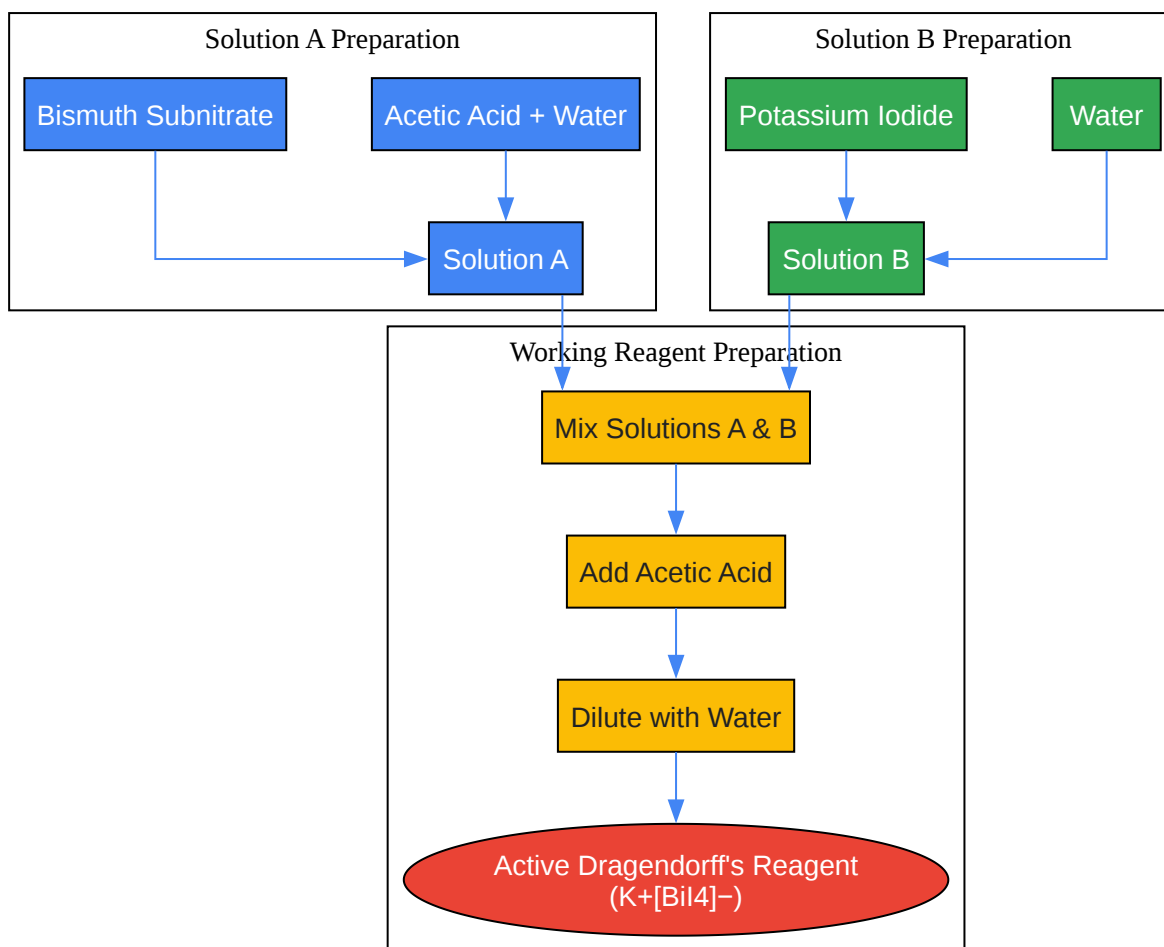 Solution A Preparation
Solution B Preparation
Bismuth Subnitrate
Acetic Acid + Water
Potassium Iodide
Water
Solution A
Solution B
Working Reagent Preparation
Mix Solutions A & B
Add Acetic Acid
Dilute with Water
Active Dragendorff's Reagent
(K+[BiI4]−)